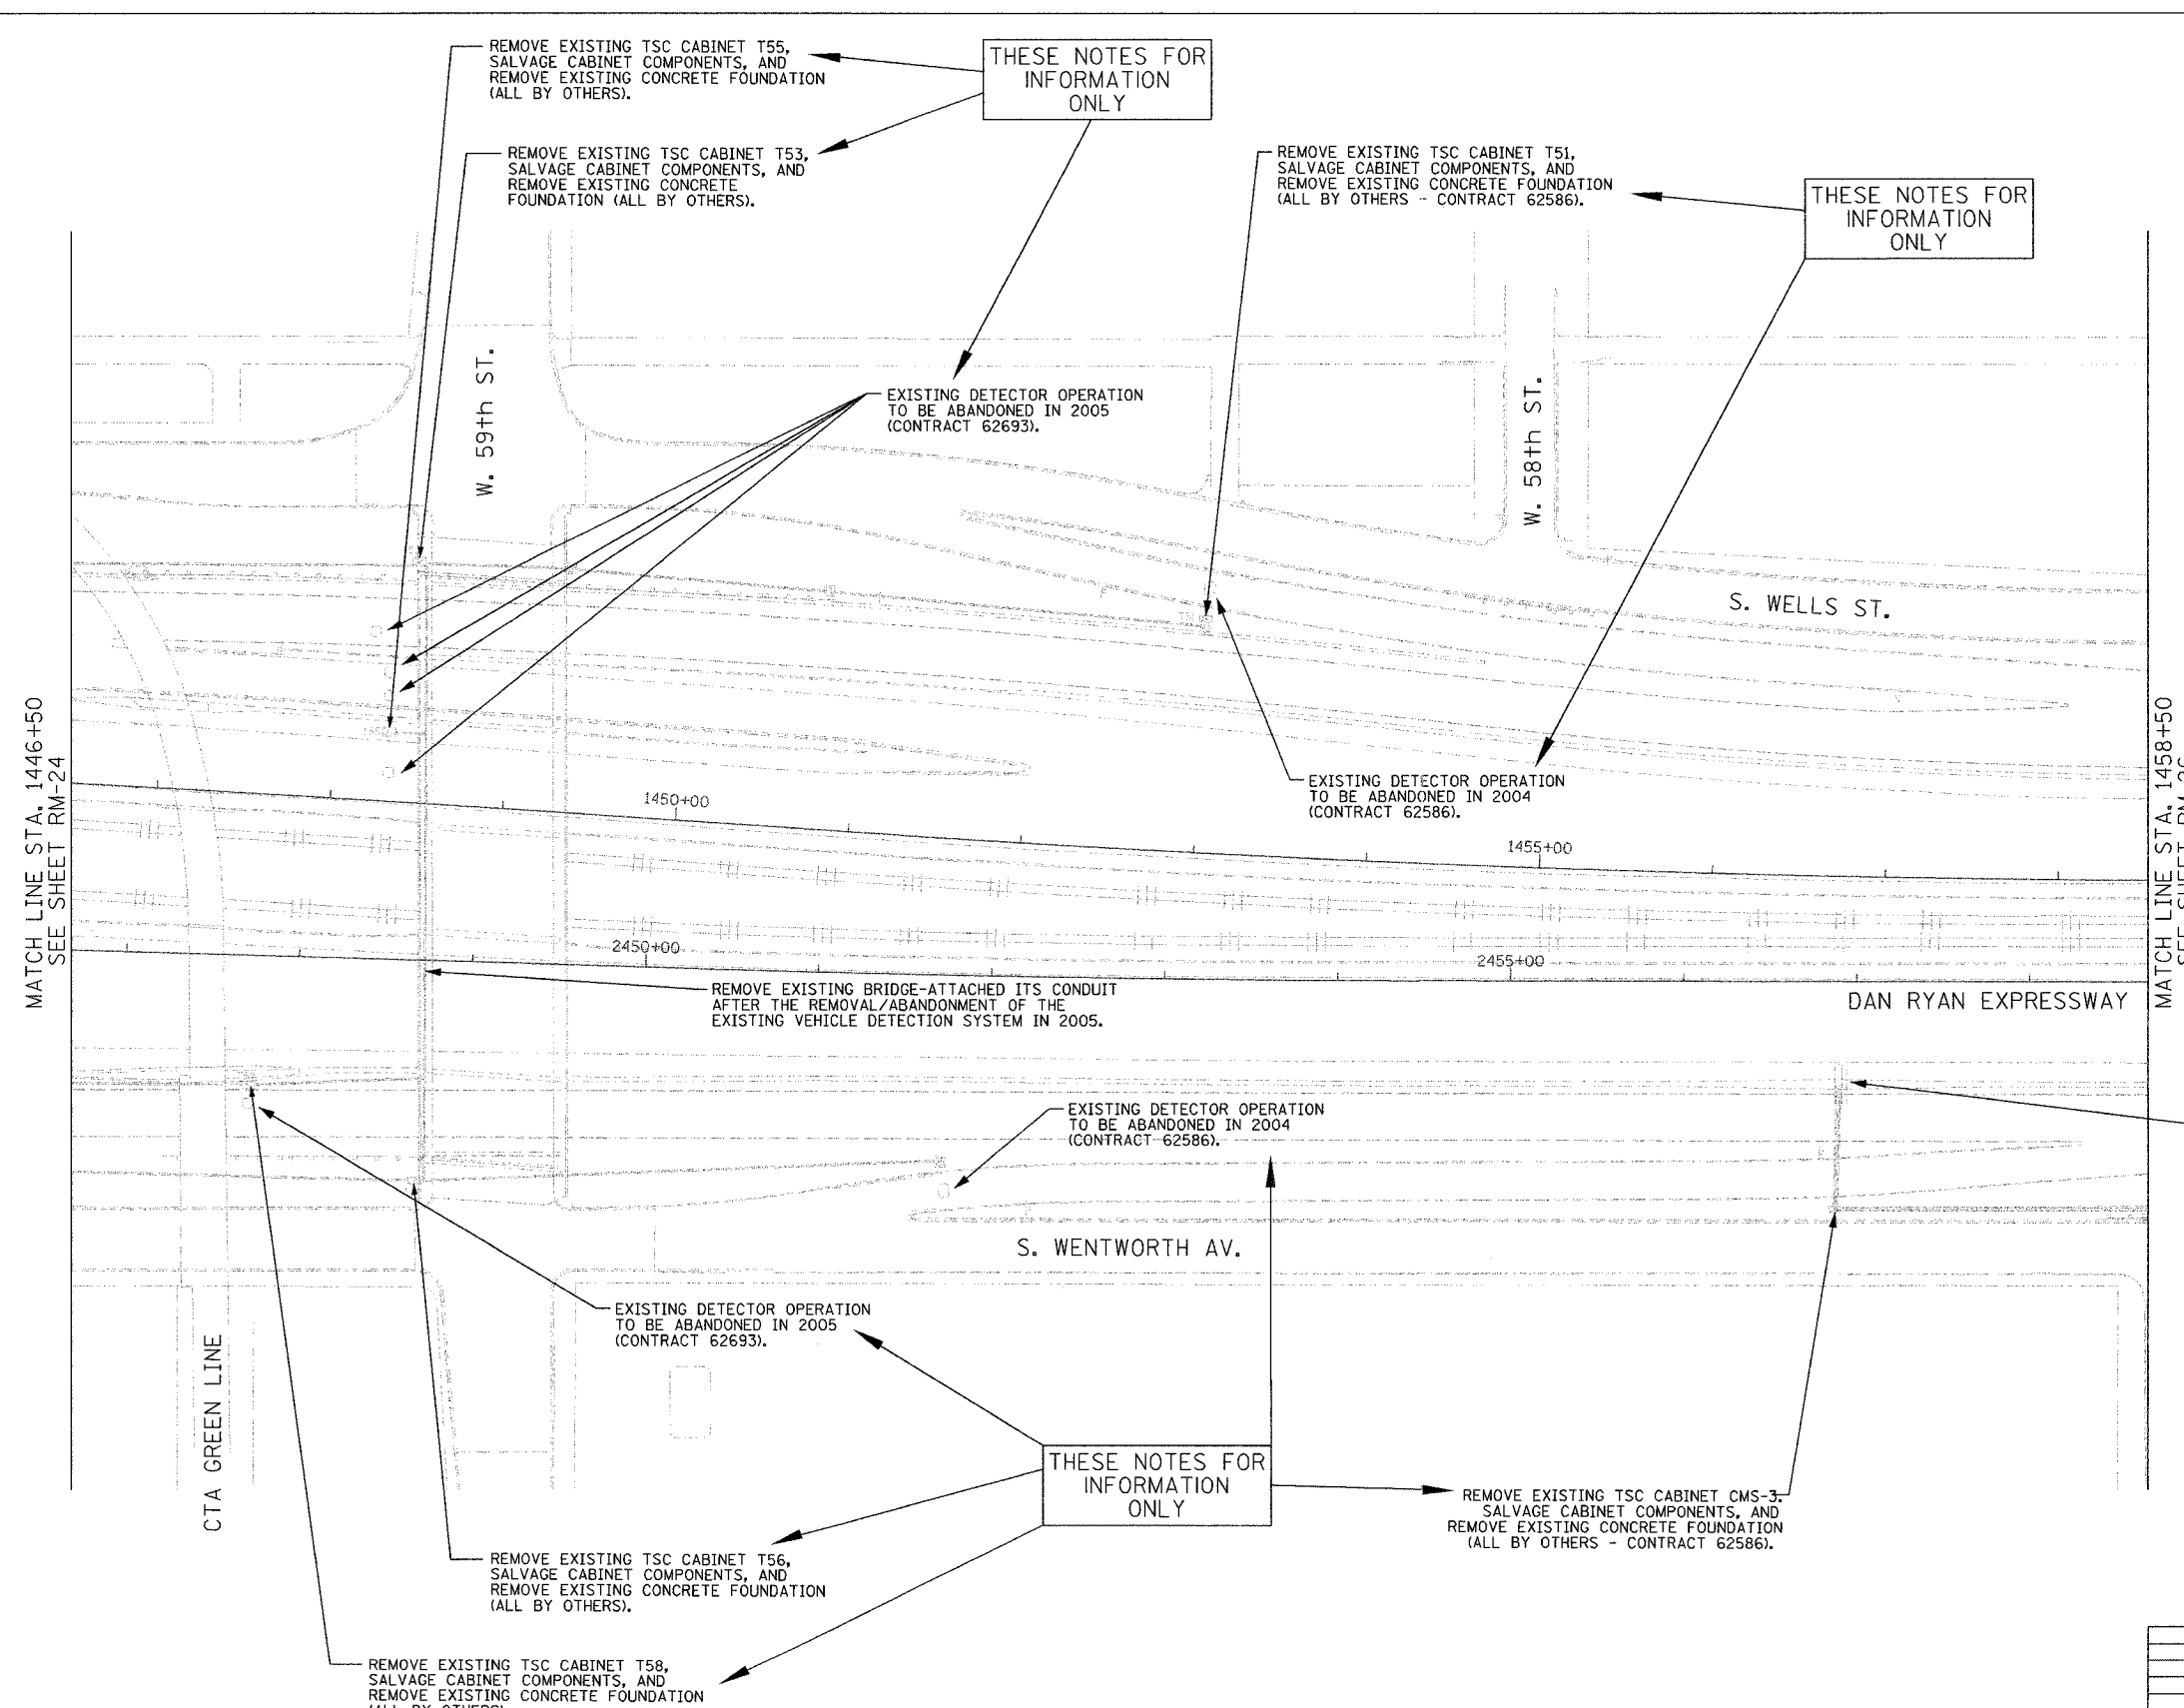 REMOVE EXISTING TSC CABINET T55,
SALVAGE CABINET COMPONENTS, AND
REMOVE EXISTING CONCRETE FOUNDATION
(ALL BY OTHERS).
THESE NOTES FOR
INFORMATION
ONLY
REMOVE EXISTING TSC CABINET T53,
SALVAGE CABINET COMPONENTS, AND
REMOVE EXISTING CONCRETE
FOUNDATION (ALL BY OTHERS).
REMOVE EXISTING TSC CABINET T51,
SALVAGE CABINET COMPONENTS, AND
REMOVE EXISTING CONCRETE FOUNDATION
(ALL BY OTHERS - CONTRACT 62586).
THESE NOTES FOR
INFORMATION
ONLY
W. 59th ST.
EXISTING DETECTOR OPERATION
TO BE ABANDONED IN 2005
(CONTRACT 62693).
W. 58th ST.
S. WELLS ST.
MATCH LINE STA. 1446+50
SEE SHEET RM-24
EXISTING DETECTOR OPERATION
TO BE ABANDONED IN 2004
(CONTRACT 62586).
MATCH LINE STA. 1458+50
1450+00
1455+00
2450+00
2455+00
REMOVE EXISTING BRIDGE-ATTACHED ITS CONDUIT
AFTER THE REMOVAL/ABANDONMENT OF THE
EXISTING VEHICLE DETECTION SYSTEM IN 2005.
DAN RYAN EXPRESSWAY
EXISTING DETECTOR OPERATION
TO BE ABANDONED IN 2004
(CONTRACT 62586).
S. WENTWORTH AV.
EXISTING DETECTOR OPERATION
TO BE ABANDONED IN 2005
(CONTRACT 62693).
CTA GREEN LINE
THESE NOTES FOR
INFORMATION
ONLY
REMOVE EXISTING TSC CABINET CMS-3.
SALVAGE CABINET COMPONENTS, AND
REMOVE EXISTING CONCRETE FOUNDATION
(ALL BY OTHERS - CONTRACT 62586).
REMOVE EXISTING TSC CABINET T56,
SALVAGE CABINET COMPONENTS, AND
REMOVE EXISTING CONCRETE FOUNDATION
(ALL BY OTHERS).
REMOVE EXISTING TSC CABINET T58,
SALVAGE CABINET COMPONENTS, AND
REMOVE EXISTING CONCRETE FOUNDATION
(ALL BY OTHERS)